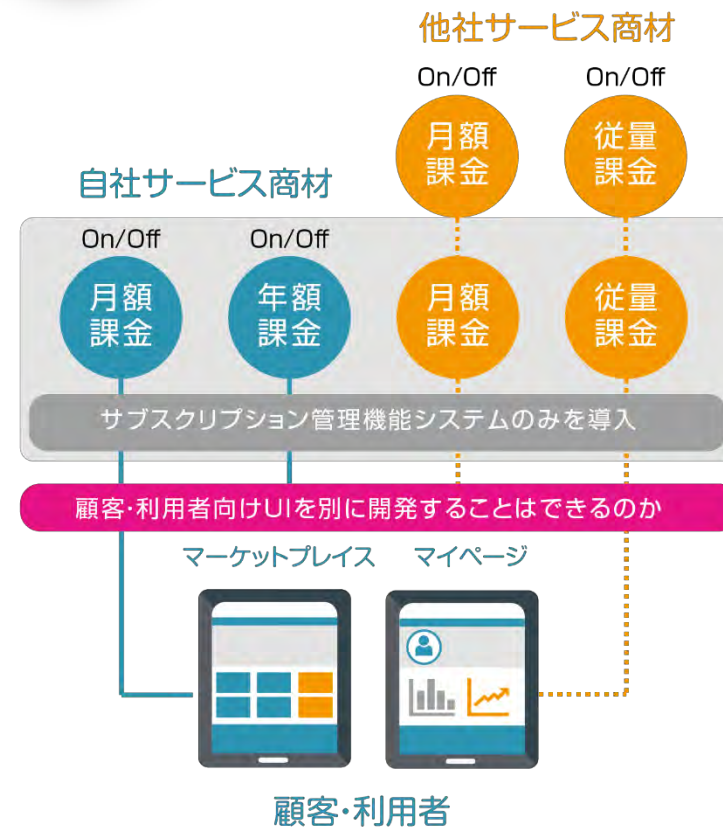 他社サービス商材
On/Off
On/Off
月額
課金
従量
課金
自社サービス商材
On/Off
On/Off
月額
課金
年額
課金
月額
課金
従量
課金
サブスクリプション管理機能システムのみを導入
顧客・利用者向けUIを別に開発することはできるのか
マーケットプレイス
マイページ
顧客・利用者